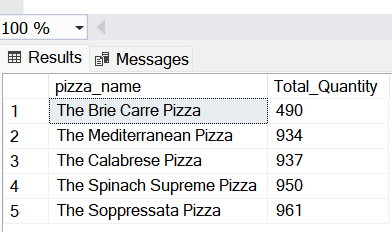 100 %
Results Messages
pizza_name Total_Quantity
1 The Brie Carre Pizza 490
2 The Mediterranean Pizza 934
3 The Calabrese Pizza 937
4 The Spinach Supreme Pizza 950
5 The Soppressata Pizza 961